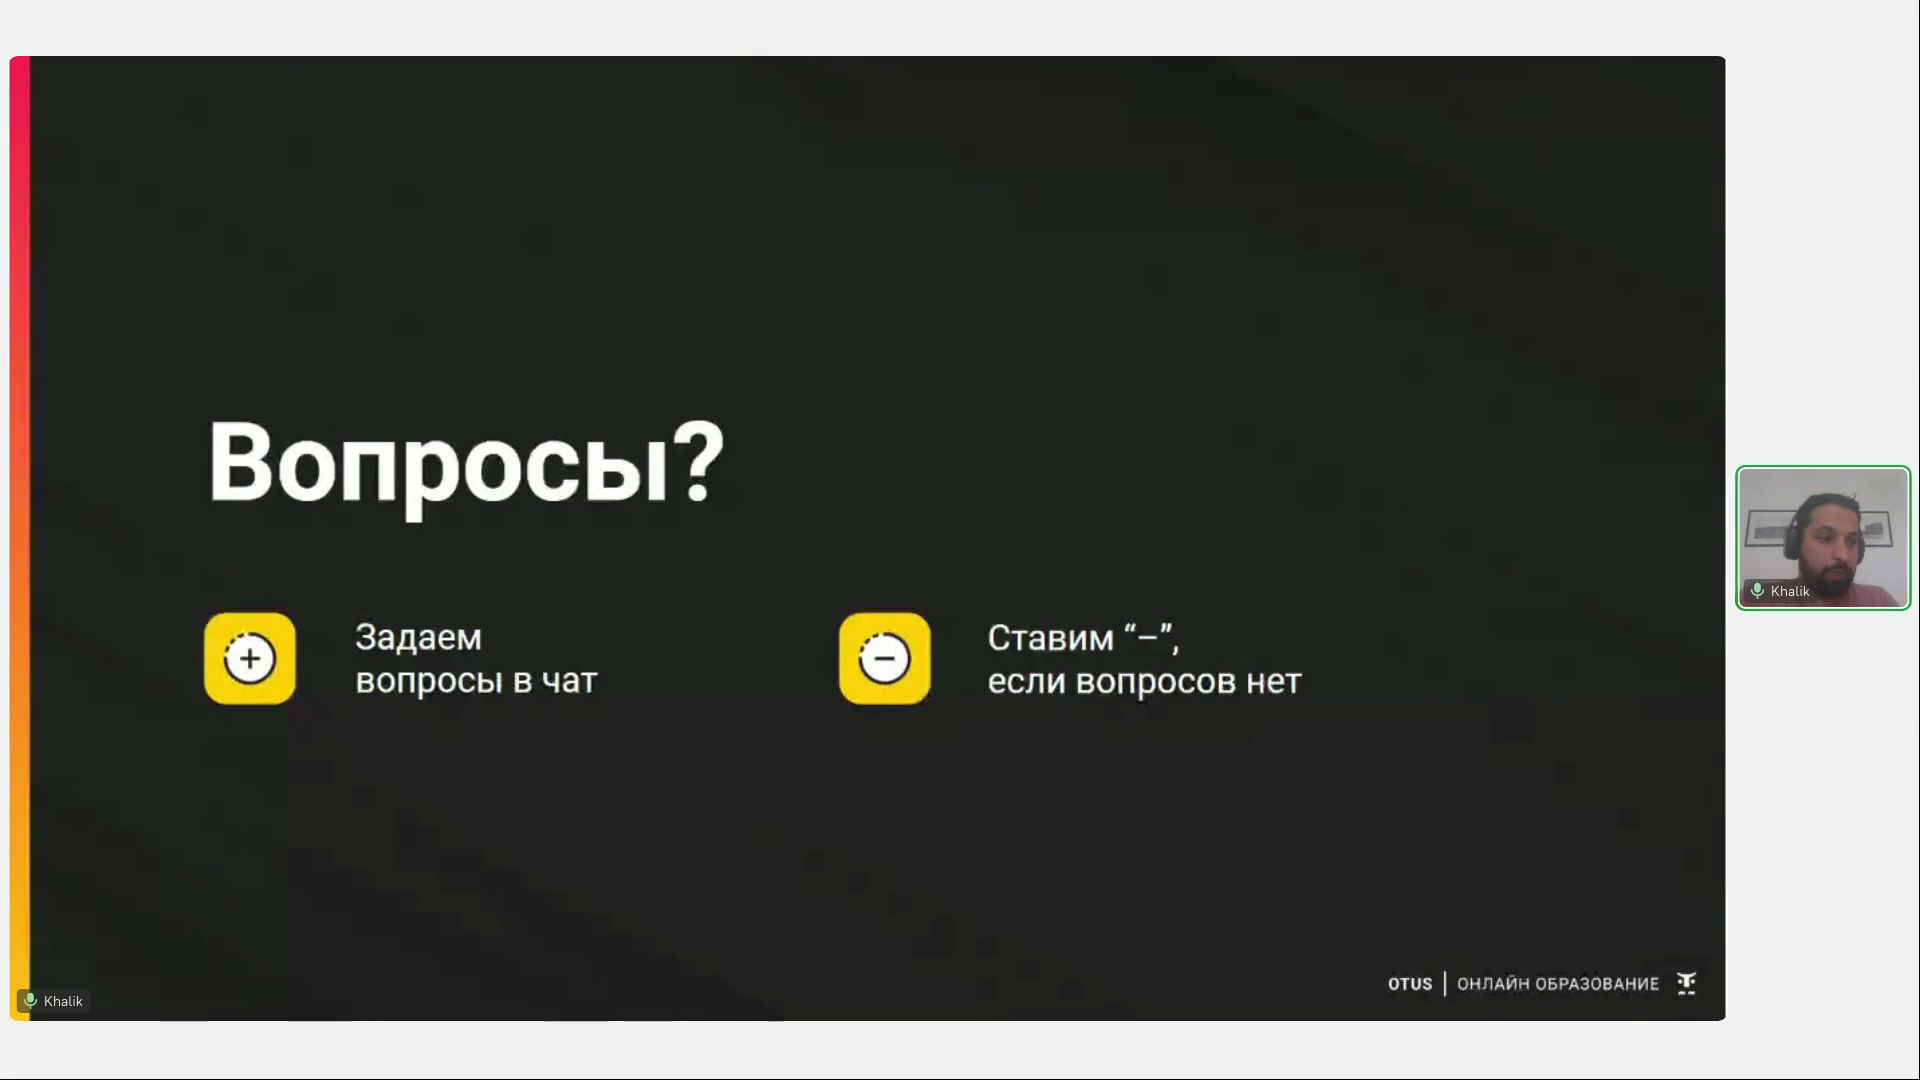 Вопросы?
Задаем
вопросы в чат
Ставим “–”,
если вопросов нет
Khalik
OTUS | ОНЛАЙН ОБРАЗОВАНИЕ
Khalik